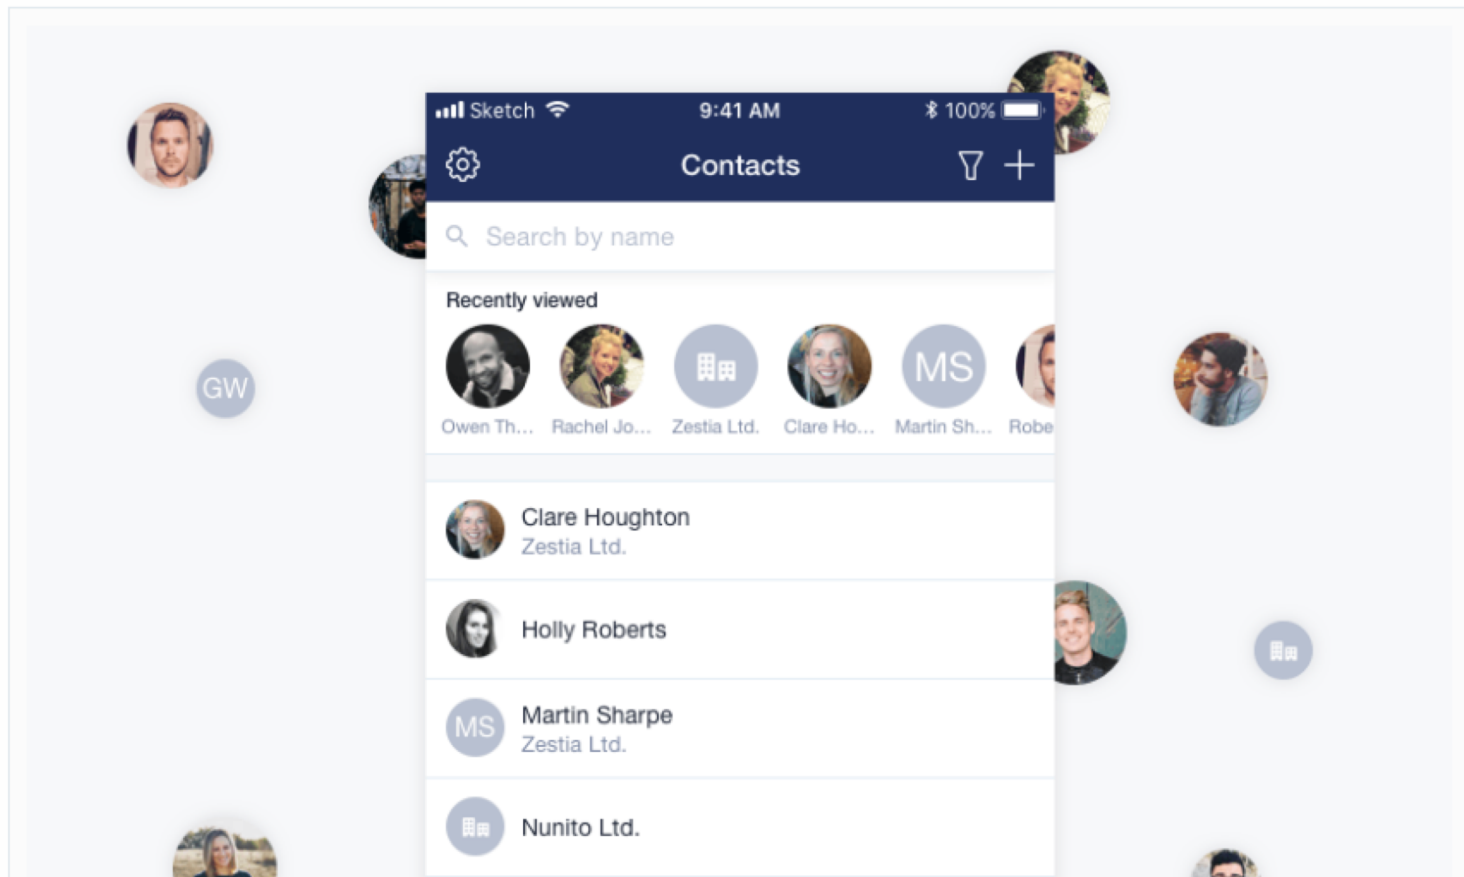 Sketch 9:41 AM 100%
Contacts
Search by name
Recently viewed
MS
Owen Th... Rachel Jo... Zestia Ltd. Clare Ho... Martin Sh... Robe
GW
Clare Houghton
Zestia Ltd.
Holly Roberts
MS
Martin Sharpe
Zestia Ltd.
Nunito Ltd.